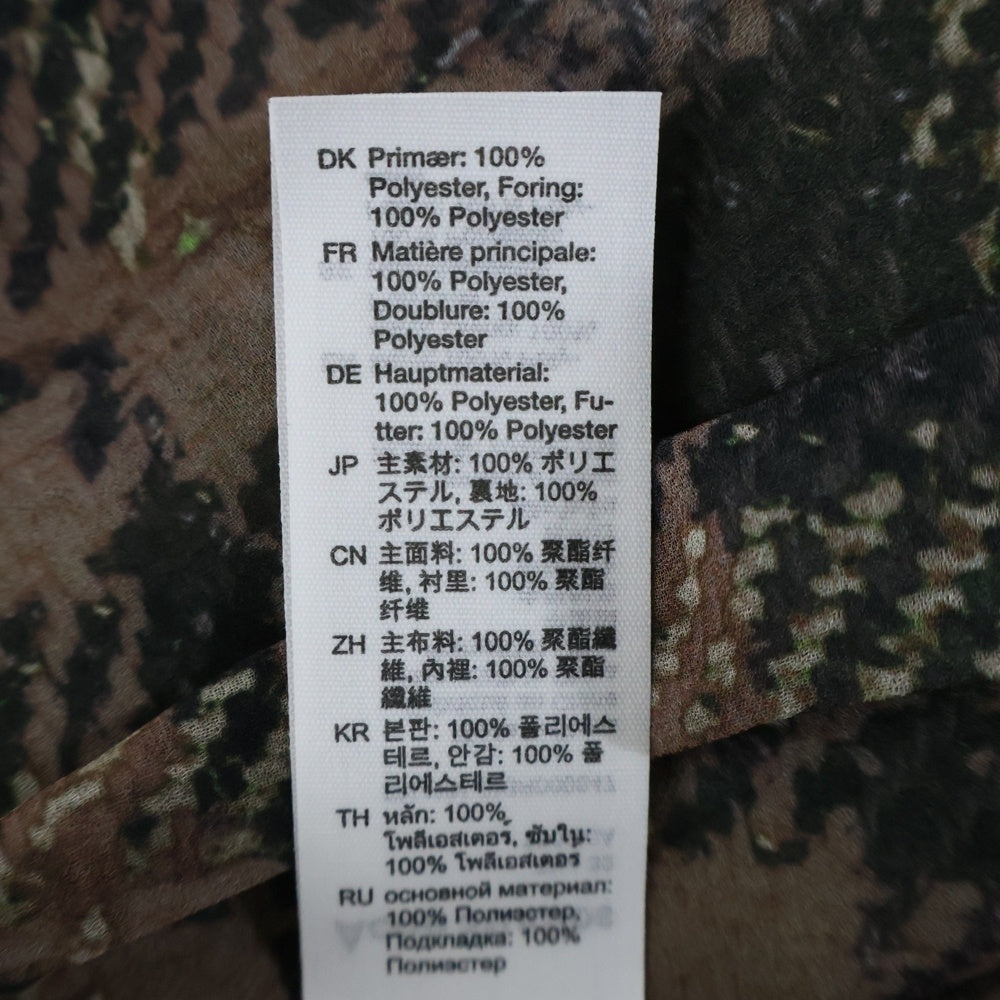 DK Primær: 100%
Polyester, Foring:
100% Polyester
FR Matière principale:
100% Polyester,
Doublure: 100%
Polyester
DE Hauptmaterial:
100% Polyester, Fu-
tter: 100% Polyester
JP 主素材: 100% ポリエ
ステル, 裏地: 100%
ポリエステル
CN 主面料: 100% 聚酯纤
维, 衬里: 100% 聚酯
纤维
ZH 主布料: 100% 聚酯纖
維, 內裡: 100% 聚酯
纖維
KR 본판: 100% 폴리에스
테르, 안감: 100% 폴
리에스테르
TH หลัก: 100%
โพลีเอสเตอร์, ซับใน:
100% โพลีเอสเตอร์
RU основной материал:
100% Полиэстер,
Подкладка: 100%
Полиэстер